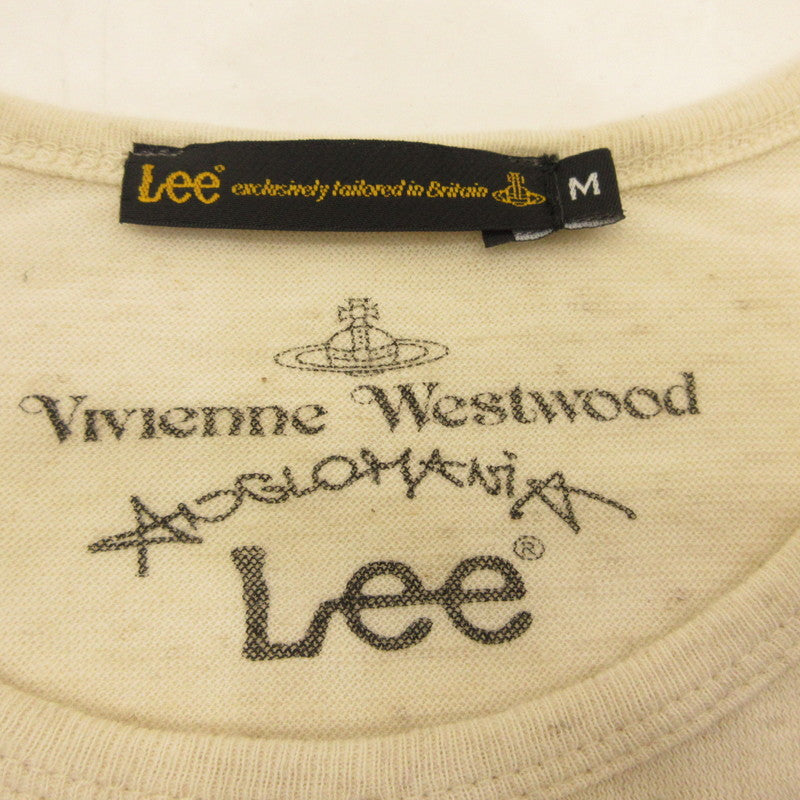 Lee® exclusively tailored in Britain
M
Vivienne Westwood
ANGLOMANIA
Lee®